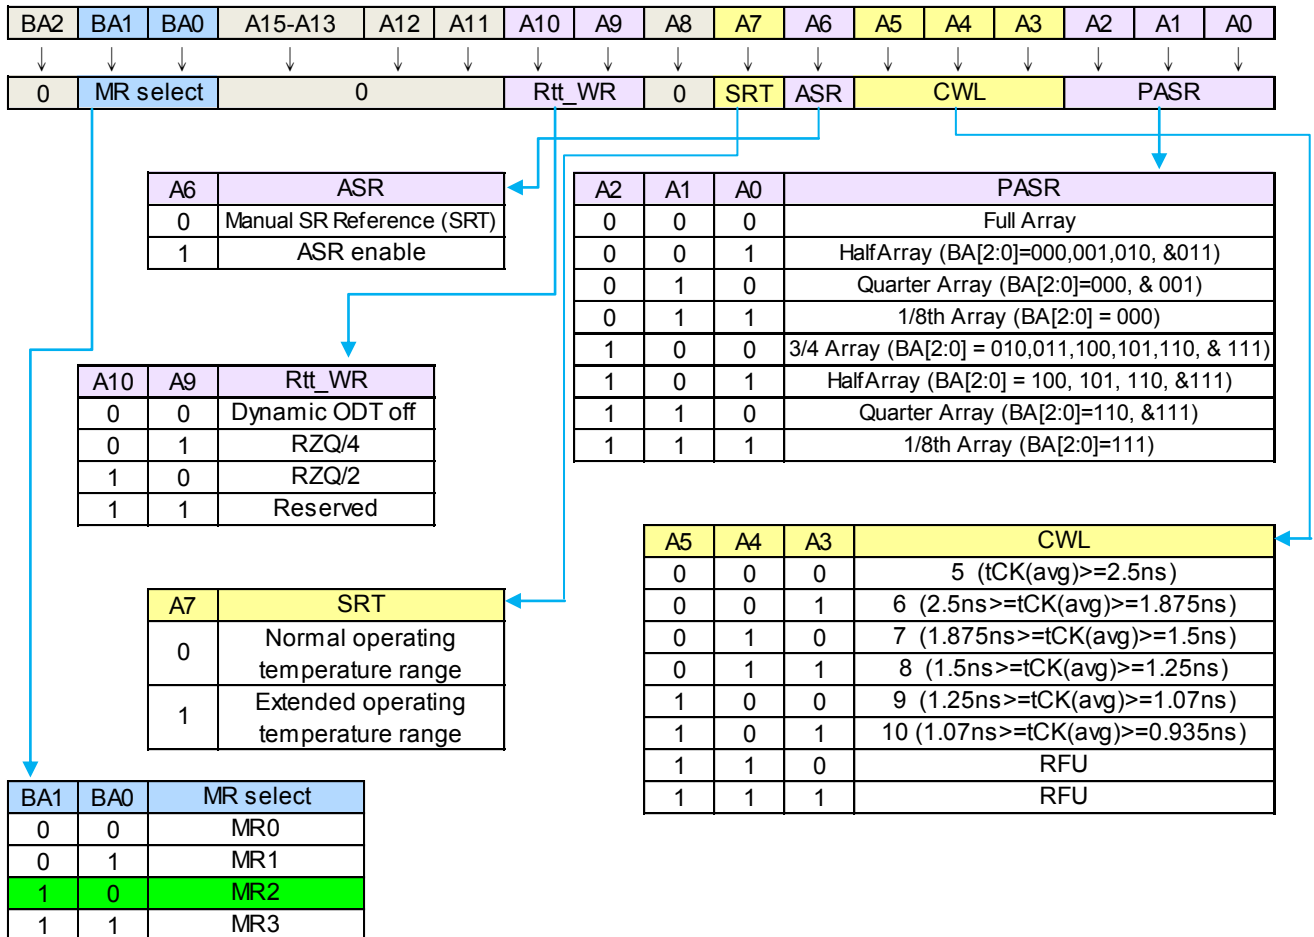 BA2 BA1 BA0 A15-A13 A12 A11 A10 A9 A8 A7 A6 A5 A4 A3 A2 A1 A0
0 MR select 0 Rtt_WR 0 SRT ASR CWL PASR
A6 ASR
0 Manual SR Reference (SRT)
1 ASR enable
A2 A1 A0 PASR
0 0 0 Full Array
0 0 1 HalfArray (BA[2:0]=000,001,010, &011)
0 1 0 Quarter Array (BA[2:0]=000, & 001)
0 1 1 1/8th Array (BA[2:0] = 000)
1 0 0 3/4 Array (BA[2:0] = 010,011,100,101,110, & 111)
1 0 1 HalfArray (BA[2:0] = 100, 101, 110, &111)
1 1 0 Quarter Array (BA[2:0]=110, &111)
1 1 1 1/8th Array (BA[2:0]=111)
A10 A9 Rtt_WR
0 0 Dynamic ODT off
0 1 RZQ/4
1 0 RZQ/2
1 1 Reserved
A5 A4 A3 CWL
0 0 0 5 (tCK(avg)>=2.5ns)
0 0 1 6 (2.5ns>=tCK(avg)>=1.875ns)
0 1 0 7 (1.875ns>=tCK(avg)>=1.5ns)
0 1 1 8 (1.5ns>=tCK(avg)>=1.25ns)
1 0 0 9 (1.25ns>=tCK(avg)>=1.07ns)
1 0 1 10 (1.07ns>=tCK(avg)>=0.935ns)
1 1 0 RFU
1 1 1 RFU
A7 SRT
0 Normal operating
temperature range
1 Extended operating
temperature range
BA1 BA0 MR select
0 0 MR0
0 1 MR1
1 0 MR2
1 1 MR3